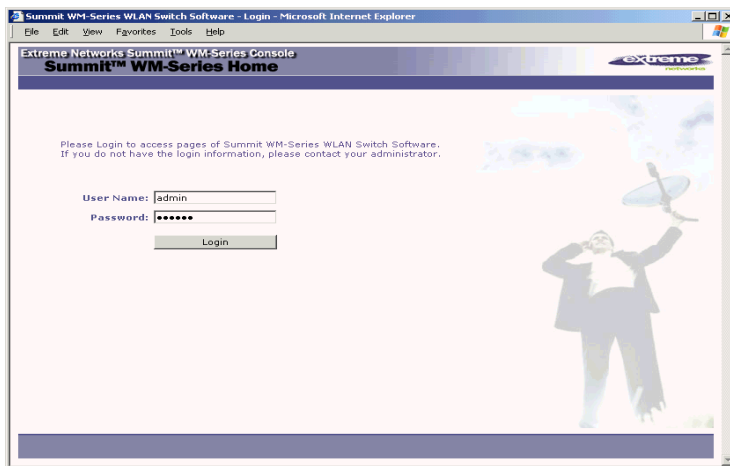 Summit WM-Series WLAN Switch Software - Login - Microsoft Internet Explorer
File Edit View Favorites Tools Help
Extreme Networks Summit™ WM-Series Console
Summit™ WM-Series Home
extreme
networks
Please Login to access pages of Summit WM-Series WLAN Switch Software.
If you do not have the login information, please contact your administrator.
User Name: admin
Password: ••••••
Login